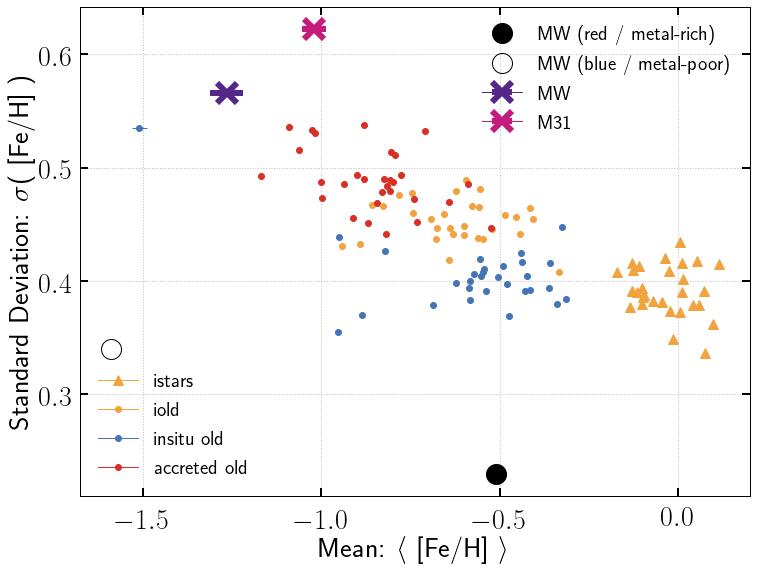 MW (red / metal-rich)
MW (blue / metal-poor)
MW
M31
0.6
0.5
0.4
0.3
Standard Deviation: σ( [Fe/H] )
istars
iold
insitu old
accreted old
−1.5
−1.0
−0.5
0.0
Mean: ⟨ [Fe/H] ⟩